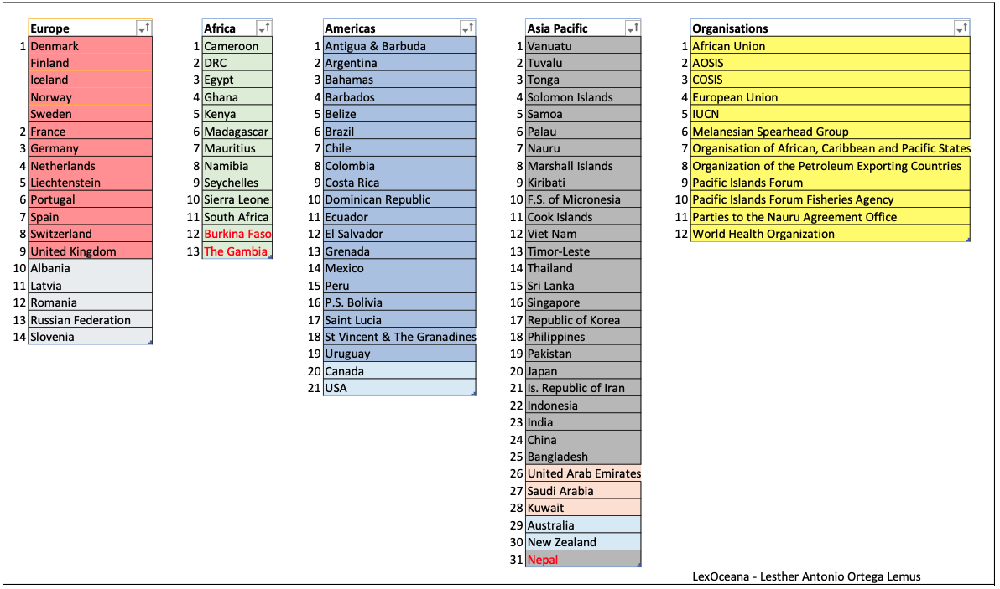 Europe
1 Denmark
Finland
Iceland
Norway
Sweden
2 France
3 Germany
4 Netherlands
5 Liechtenstein
6 Portugal
7 Spain
8 Switzerland
9 United Kingdom
10 Albania
11 Latvia
12 Romania
13 Russian Federation
14 Slovenia
Africa
1 Cameroon
2 DRC
3 Egypt
4 Ghana
5 Kenya
6 Madagascar
7 Mauritius
8 Namibia
9 Seychelles
10 Sierra Leone
11 South Africa
12 Burkina Faso
13 The Gambia
Americas
1 Antigua & Barbuda
2 Argentina
3 Bahamas
4 Barbados
5 Belize
6 Brazil
7 Chile
8 Colombia
9 Costa Rica
10 Dominican Republic
11 Ecuador
12 El Salvador
13 Grenada
14 Mexico
15 Peru
16 P.S. Bolivia
17 Saint Lucia
18 St Vincent & The Granadines
19 Uruguay
20 Canada
21 USA
Asia Pacific
1 Vanuatu
2 Tuvalu
3 Tonga
4 Solomon Islands
5 Samoa
6 Palau
7 Nauru
8 Marshall Islands
9 Kiribati
10 F.S. of Micronesia
11 Cook Islands
12 Viet Nam
13 Timor-Leste
14 Thailand
15 Sri Lanka
16 Singapore
17 Republic of Korea
18 Philippines
19 Pakistan
20 Japan
21 Is. Republic of Iran
22 Indonesia
23 India
24 China
25 Bangladesh
26 United Arab Emirates
27 Saudi Arabia
28 Kuwait
29 Australia
30 New Zealand
31 Nepal
Organisations
1 African Union
2 AOSIS
3 COSIS
4 European Union
5 IUCN
6 Melanesian Spearhead Group
7 Organisation of African, Caribbean and Pacific States
8 Organization of the Petroleum Exporting Countries
9 Pacific Islands Forum
10 Pacific Islands Forum Fisheries Agency
11 Parties to the Nauru Agreement Office
12 World Health Organization
LexOceana - Lesther Antonio Ortega Lemus